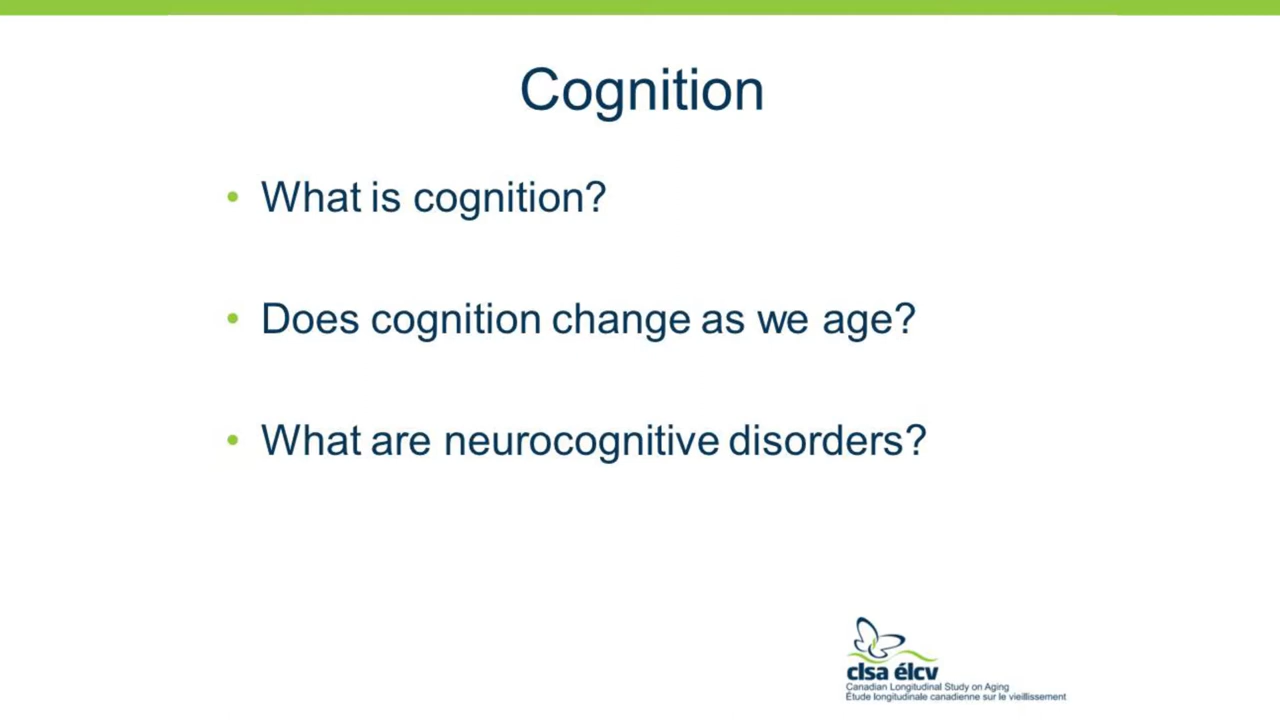 Cognition
• What is cognition?
• Does cognition change as we age?
• What are neurocognitive disorders?
clsa élcv
Canadian Longitudinal Study on Aging
Étude longitudinale canadienne sur le vieillissement